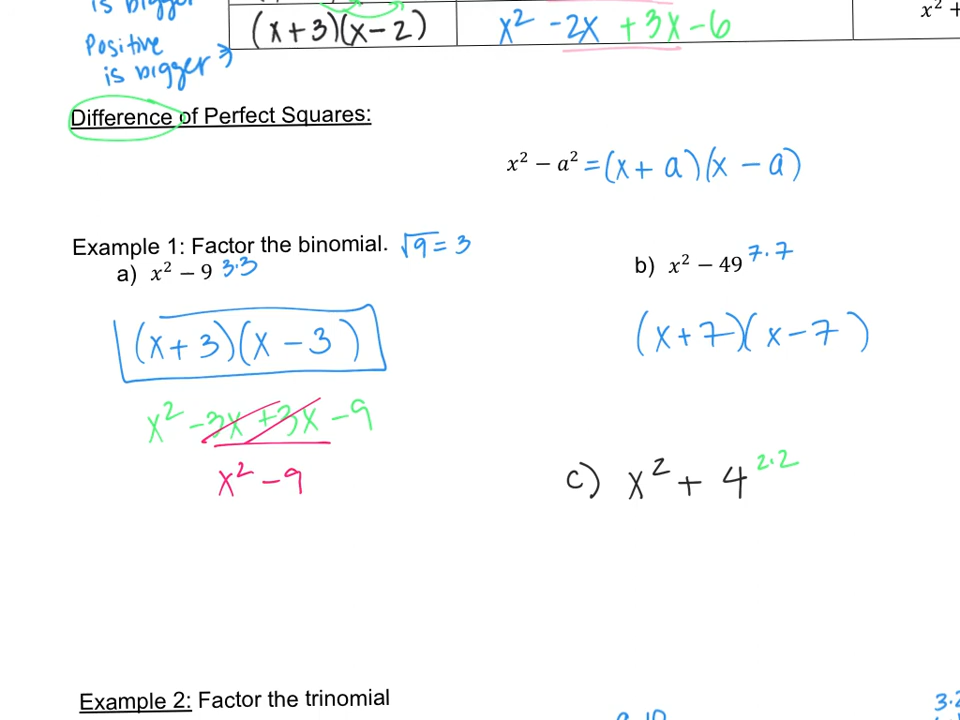 is bigger
Positive
is bigger →
(x+3)(x-2)
x² -2x +3x -6
x² +
Difference of Perfect Squares:
x² − a² = (x + a)(x - a)
Example 1: Factor the binomial. √9 = 3
a) x² − 9 3·3
b) x² − 49 7·7
(x+3)(x - 3)
(x+7)(x-7)
x² -3x +3x -9
x² -9
c) x² + 4 2·2
Example 2: Factor the trinomial